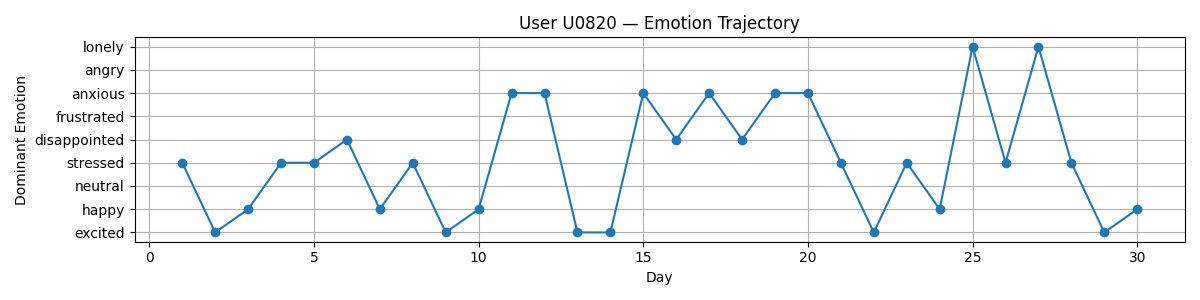 User U0820 — Emotion Trajectory
Dominant Emotion
lonely
angry
anxious
frustrated
disappointed
stressed
neutral
happy
excited
0 5 10 15 20 25 30
Day